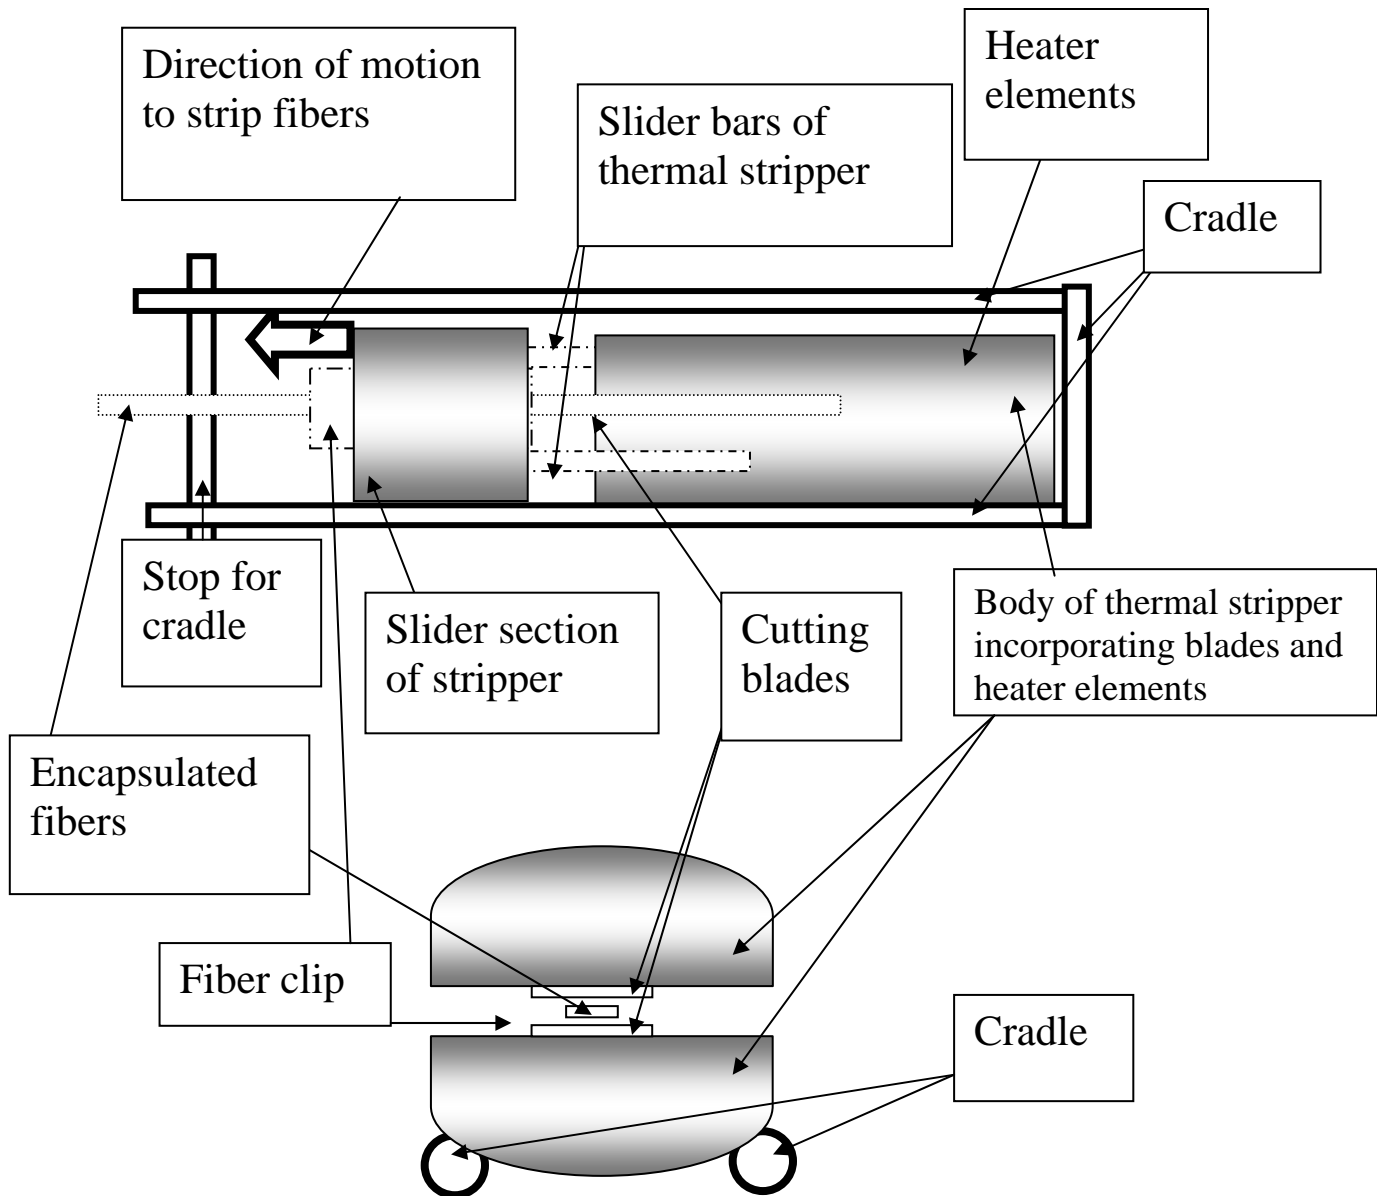 Direction of motion
to strip fibers
Slider bars of
thermal stripper
Heater
elements
Cradle
Stop for
cradle
Slider section
of stripper
Cutting
blades
Body of thermal stripper
incorporating blades and
heater elements
Encapsulated
fibers
Fiber clip
Cradle